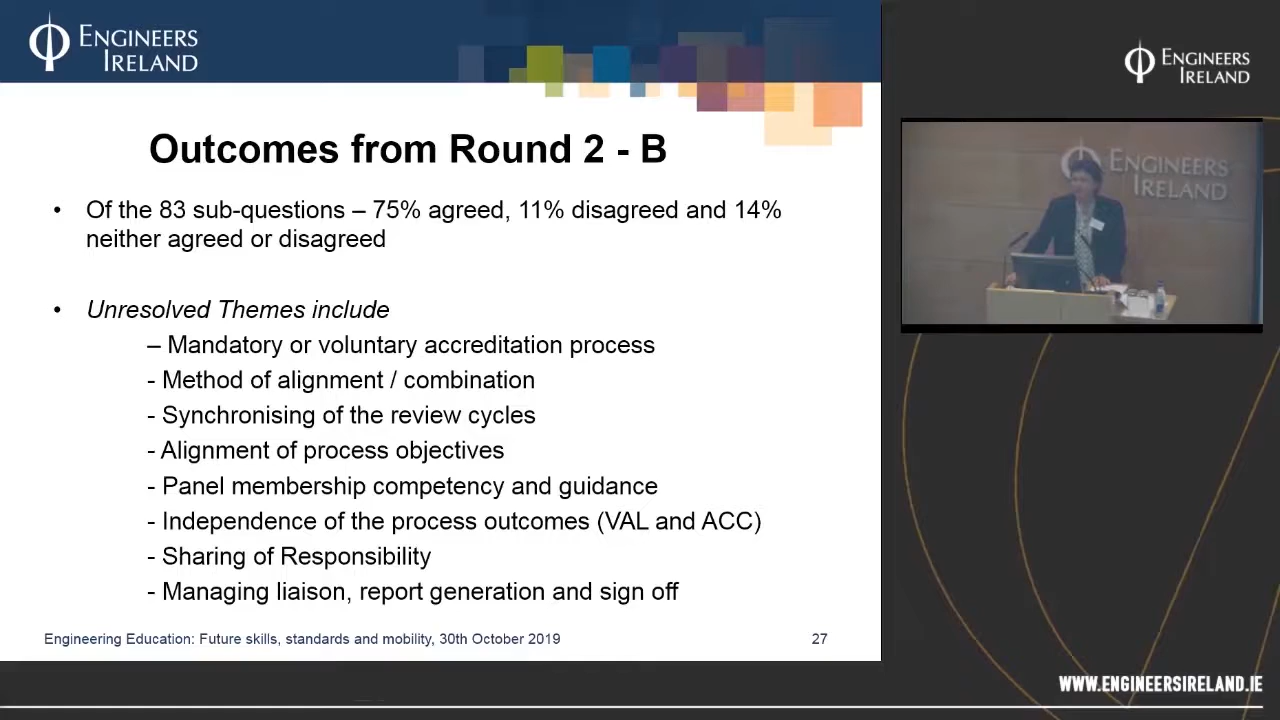 ENGINEERS
IRELAND
Outcomes from Round 2 - B
• Of the 83 sub-questions – 75% agreed, 11% disagreed and 14%
neither agreed or disagreed
• Unresolved Themes include
– Mandatory or voluntary accreditation process
- Method of alignment / combination
- Synchronising of the review cycles
- Alignment of process objectives
- Panel membership competency and guidance
- Independence of the process outcomes (VAL and ACC)
- Sharing of Responsibility
- Managing liaison, report generation and sign off
Engineering Education: Future skills, standards and mobility, 30th October 2019 27
ENGINEERS
IRELAND
ENGINEERS
IRELAND
WWW.ENGINEERSIRELAND.IE